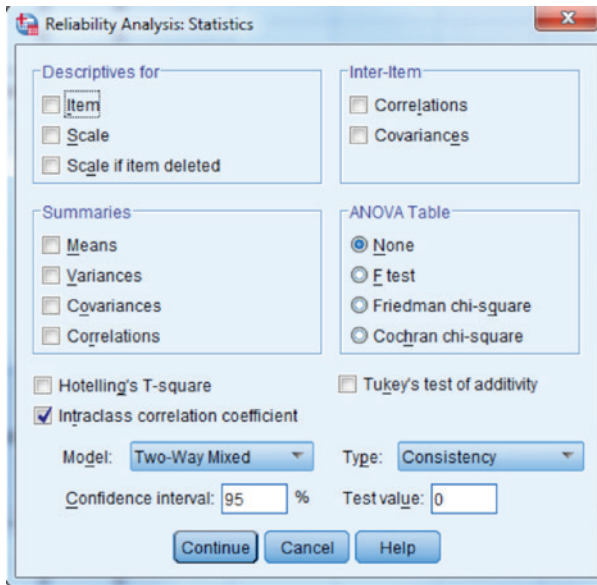 Reliability Analysis: Statistics
Descriptives for
Item
Scale
Scale if item deleted
Inter-Item
Correlations
Covariances
Summaries
Means
Variances
Covariances
Correlations
ANOVA Table
None
F test
Friedman chi-square
Cochran chi-square
Hotelling's T-square
Tukey's test of additivity
Intraclass correlation coefficient
Model: Two-Way Mixed Type: Consistency
Confidence interval: 95 % Test value: 0
Continue Cancel Help